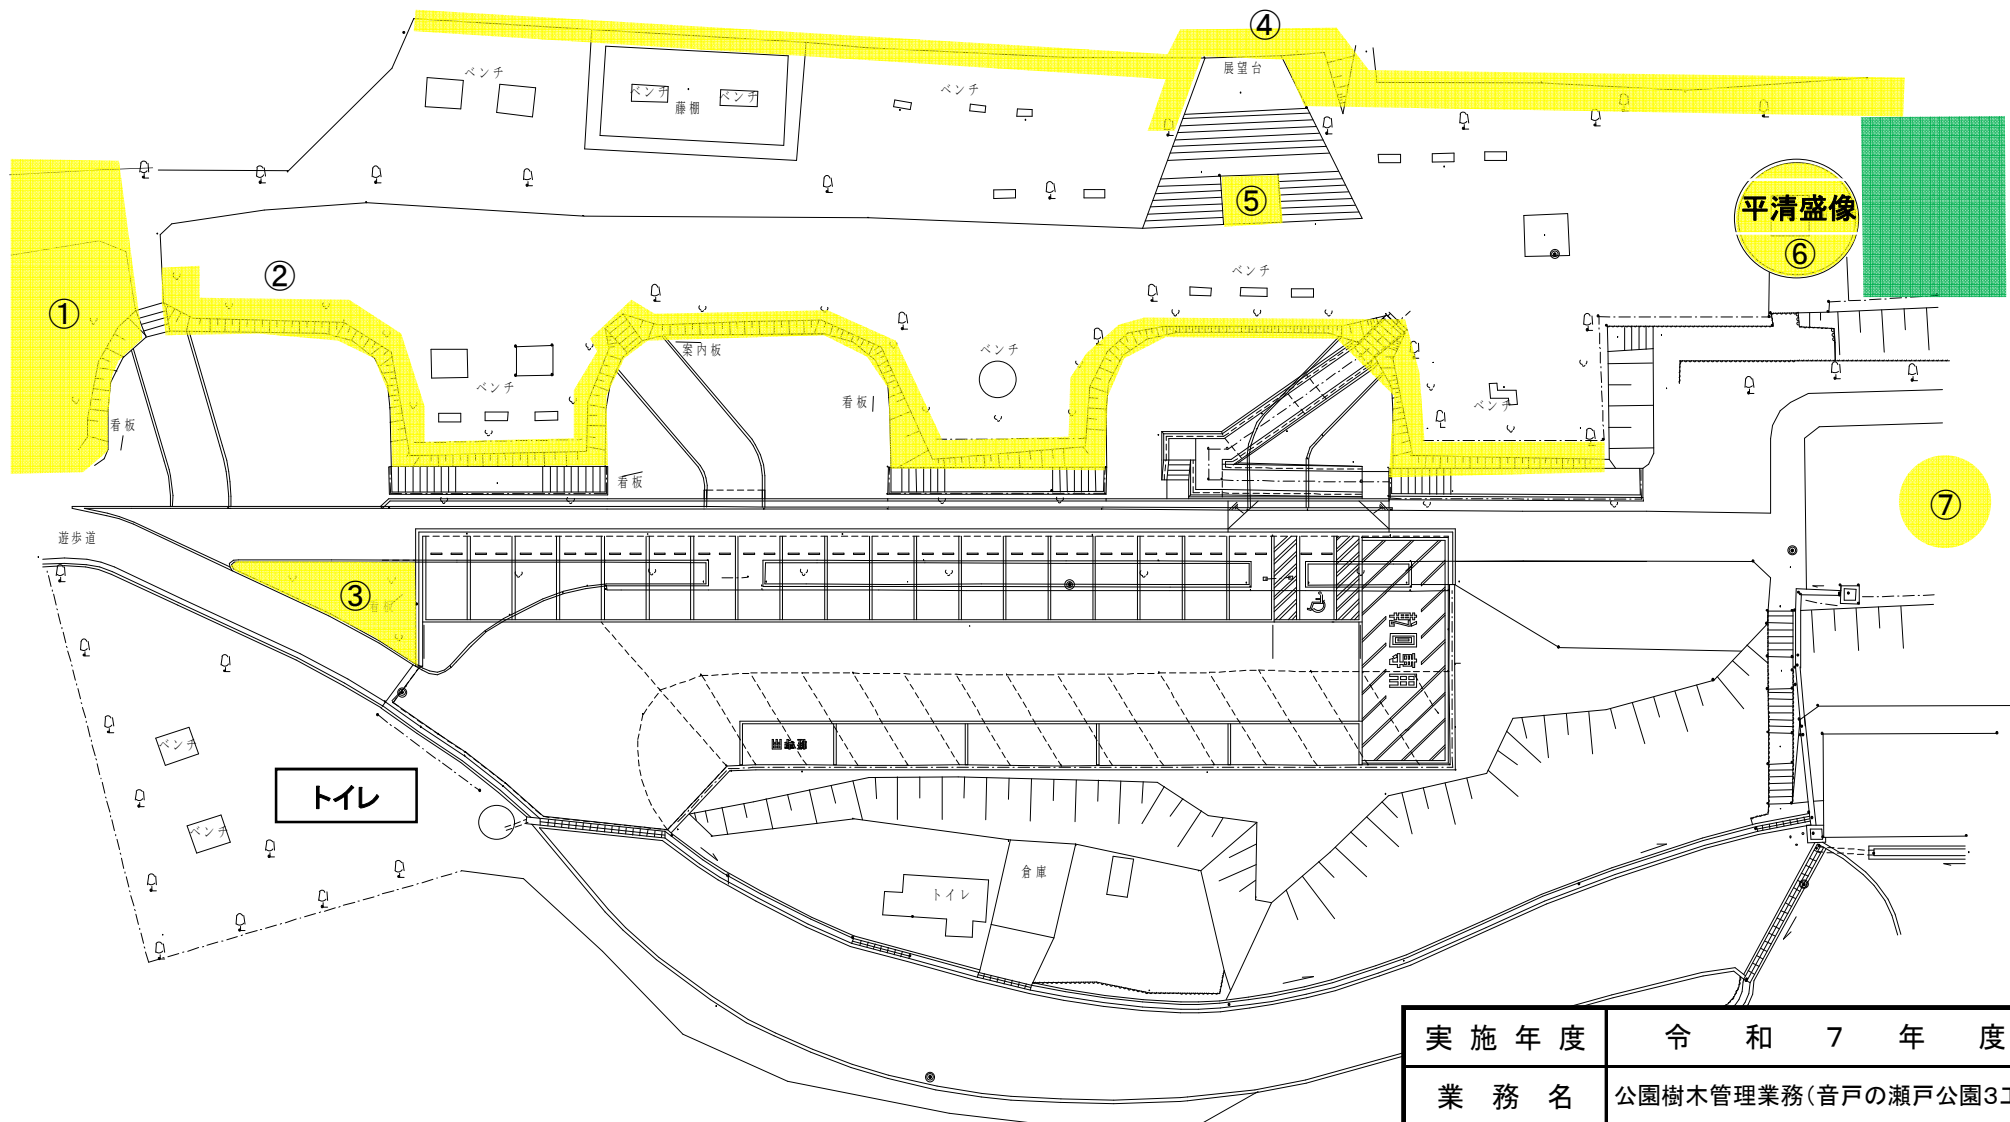 ④
展望台
ベンチ
ベンチ
ベンチ
藤棚
ベンチ
⑤
平清盛像
⑥
②
①
ベンチ
案内板
ベンチ
ベンチ
看板
ベンチ
看板
看板
⑦
遊歩道
③
看板
ベンチ
トイレ
ベンチ
倉庫
トイレ
実施年度
令和7年度
業務名
公園樹木管理業務(音戸の瀬戸公園3工